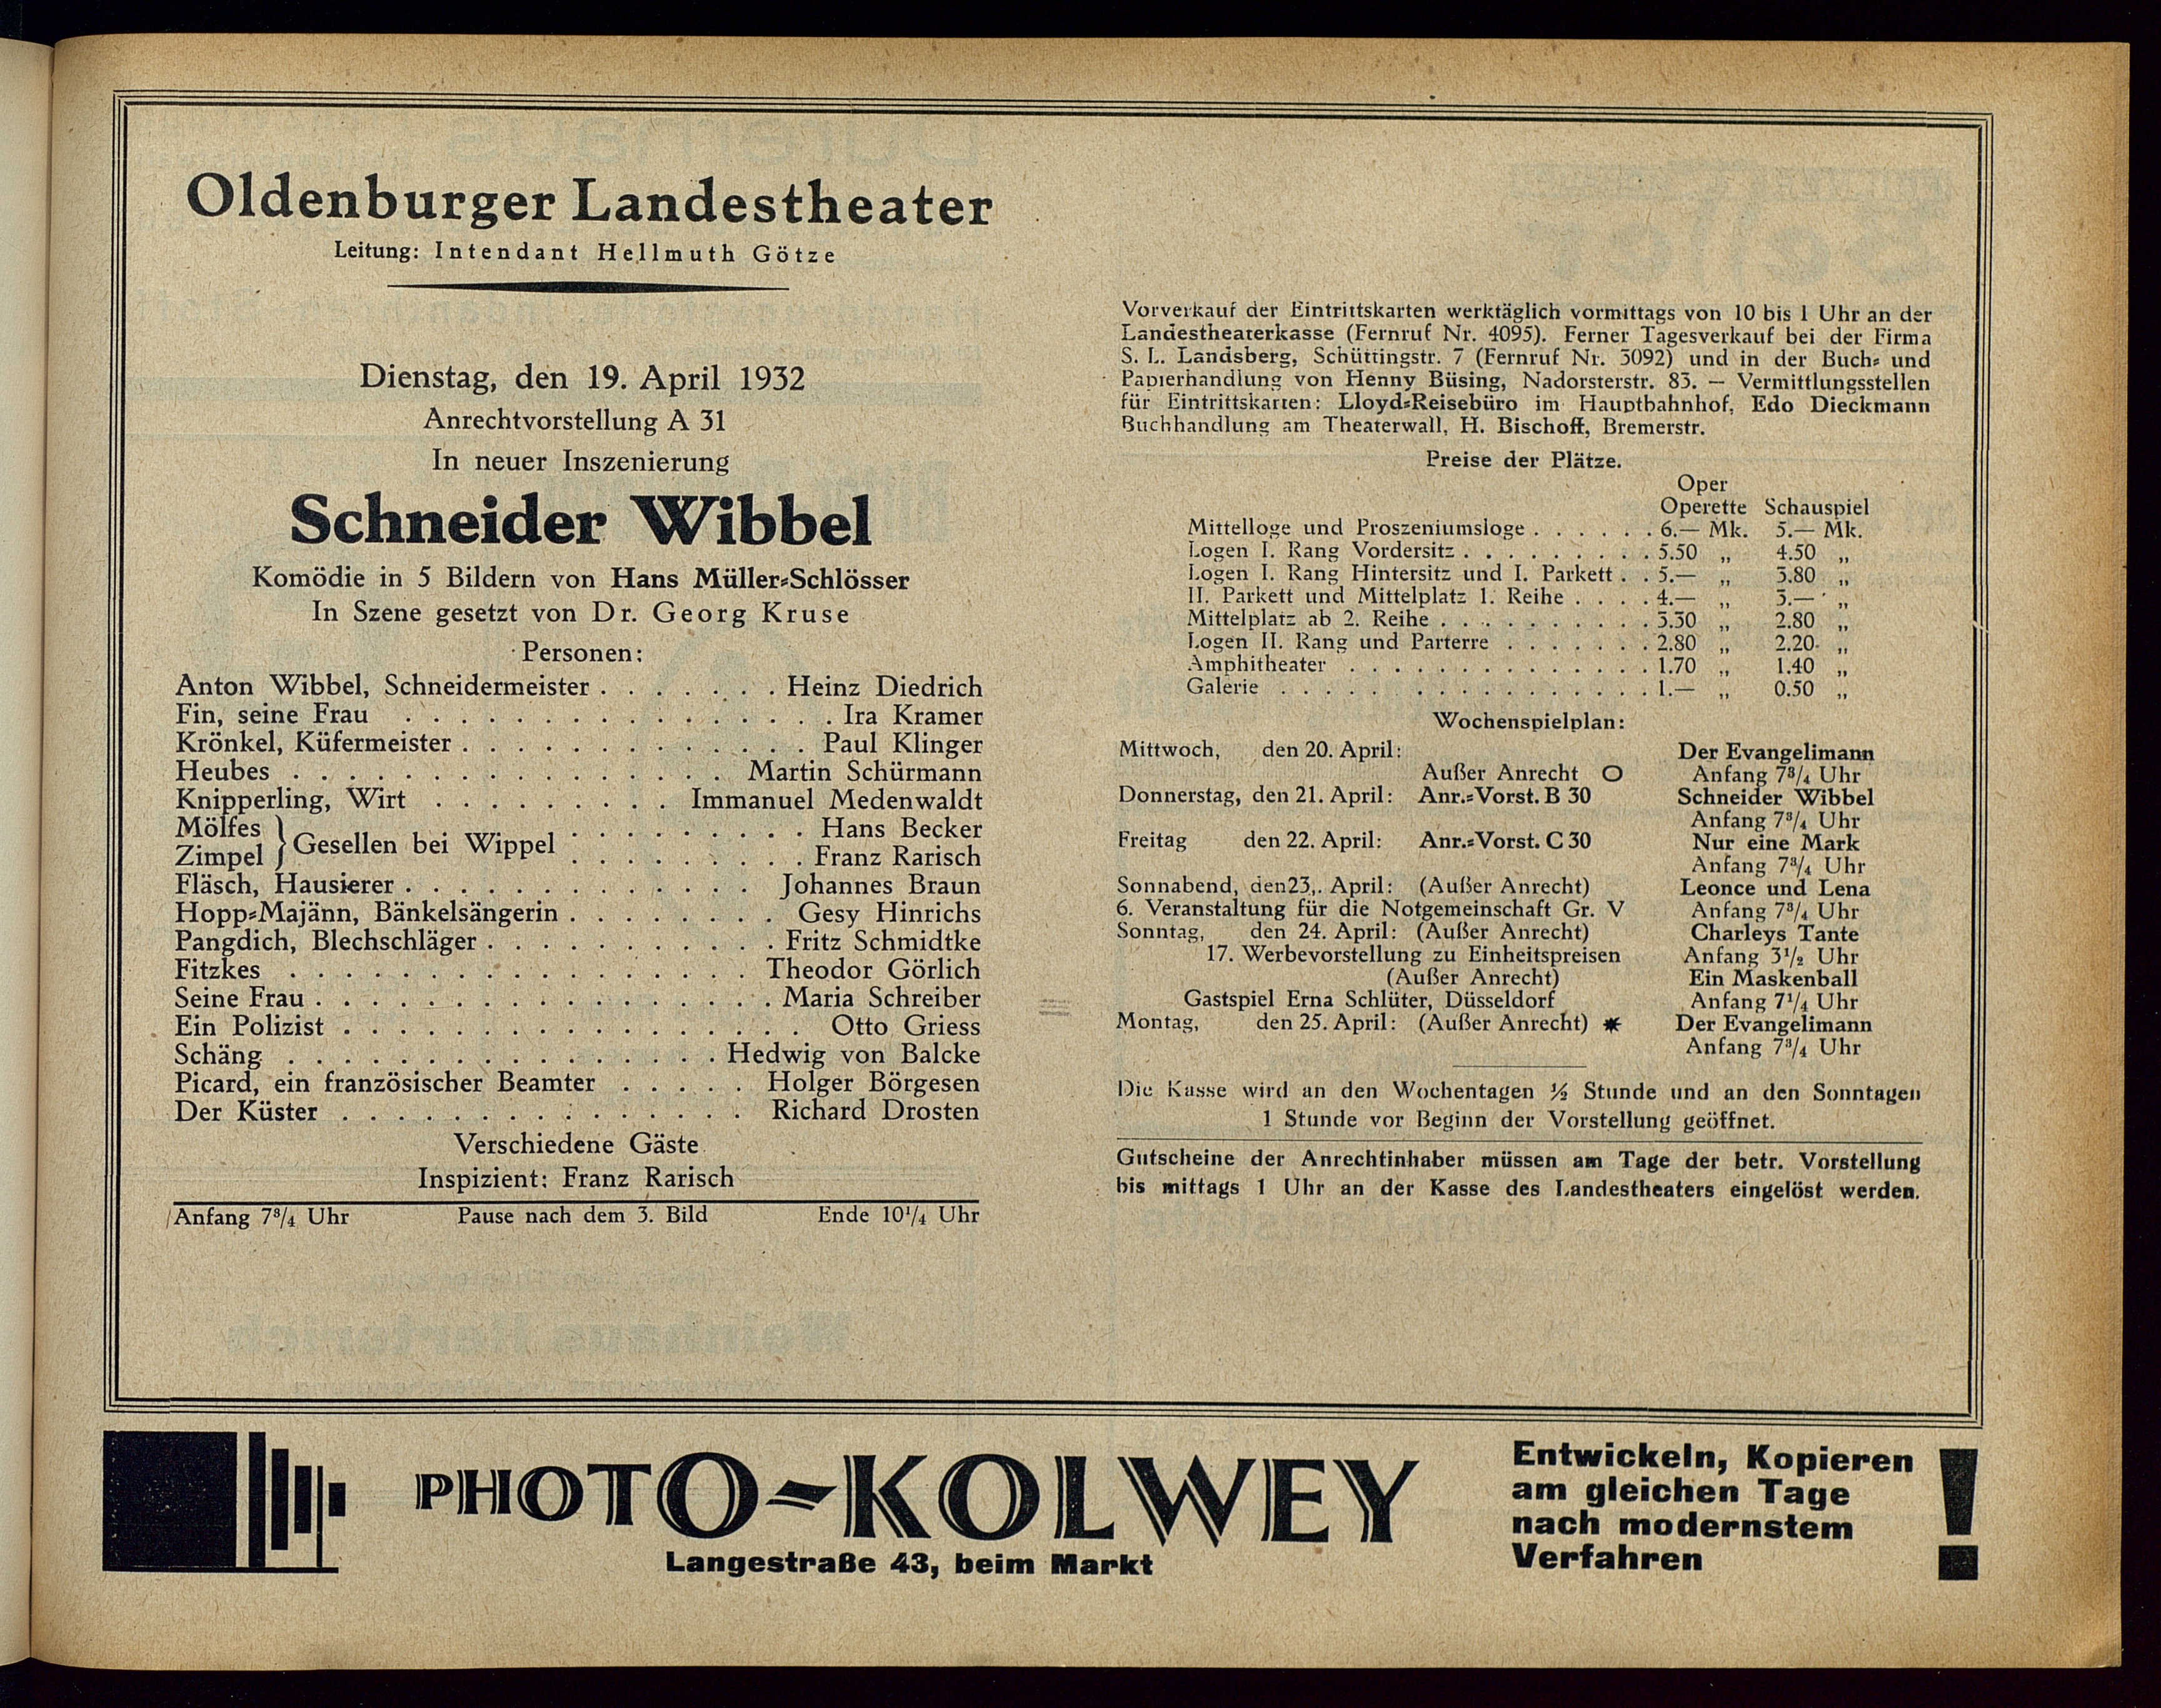 Oldenburger Landestheater
Leitung: Intendant Hellmuth Götze
Dienstag, den 19. April 1932
Anrechtvorstellung A 31
In neuer Inszenierung
Schneider Wibbel
Komödie in 5 Bildern von Hans Müller-Schlösser
In Szene gesetzt von Dr. Georg Kruse
Personen:
Anton Wibbel, Schneidermeister . . . . . . . Heinz Diedrich
Fin, seine Frau . . . . . . . . . . . . . . . . Ira Kramer
Krönkel, Küfermeister . . . . . . . . . . . . . Paul Klinger
Heubes . . . . . . . . . . . . . . . . Martin Schürmann
Knipperling, Wirt . . . . . . . . . Immanuel Medenwaldt
Mölfes } Gesellen bei Wippel . . . . . . . . . Hans Becker
Zimpel } . . . . . . . . . Franz Rarisch
Fläsch, Hausierer . . . . . . . . . . . . . Johannes Braun
Hopp-Majänn, Bänkelsängerin . . . . . . . . Gesy Hinrichs
Pangdich, Blechschläger . . . . . . . . . . . Fritz Schmidtke
Fitzkes . . . . . . . . . . . . . . . . . Theodor Görlich
Seine Frau . . . . . . . . . . . . . . . . . Maria Schreiber
Ein Polizist . . . . . . . . . . . . . . . . . Otto Griess
Schäng . . . . . . . . . . . . . . . . Hedwig von Balcke
Picard, ein französischer Beamter . . . . . Holger Börgesen
Der Küster . . . . . . . . . . . . . . . Richard Drosten
Verschiedene Gäste
Inspizient: Franz Rarisch
Anfang 7³/₄ Uhr Pause nach dem 3. Bild Ende 10¹/₄ Uhr
Vorverkauf der Eintrittskarten werktäglich vormittags von 10 bis 1 Uhr an der
Landestheaterkasse (Fernruf Nr. 4095). Ferner Tagesverkauf bei der Firma
S. L. Landsberg, Schüttingstr. 7 (Fernruf Nr. 3092) und in der Buch- und
Papierhandlung von Henny Büsing, Nadorsterstr. 83. — Vermittlungsstellen
für Eintrittskarten: Lloyd-Reisebüro im Hauptbahnhof, Edo Dieckmann
Buchhandlung am Theaterwall, H. Bischoff, Bremerstr.
Preise der Plätze.
Oper
Operette Schauspiel
Mittelloge und Proszeniumsloge . . . . . . 6.— Mk. 5.— Mk.
Logen I. Rang Vordersitz . . . . . . . . . 5.50 „ 4.50 „
Logen I. Rang Hintersitz und I. Parkett . . 5.— „ 3.80 „
II. Parkett und Mittelplatz 1. Reihe . . . . 4.— „ 3.— „
Mittelplatz ab 2. Reihe . . . . . . . . . . 3.30 „ 2.80 „
Logen II. Rang und Parterre . . . . . . . 2.80 „ 2.20 „
Amphitheater . . . . . . . . . . . . . . 1.70 „ 1.40 „
Galerie . . . . . . . . . . . . . . . . . 1.— „ 0.50 „
Wochenspielplan:
Mittwoch, den 20. April: Der Evangelimann
Außer Anrecht O Anfang 7³/₄ Uhr
Donnerstag, den 21. April: Anr.-Vorst. B 30 Schneider Wibbel
Anfang 7³/₄ Uhr
Freitag den 22. April: Anr.-Vorst. C 30 Nur eine Mark
Anfang 7³/₄ Uhr
Sonnabend, den23,. April: (Außer Anrecht) Leonce und Lena
6. Veranstaltung für die Notgemeinschaft Gr. V Anfang 7³/₄ Uhr
Sonntag, den 24. April: (Außer Anrecht) Charleys Tante
17. Werbevorstellung zu Einheitspreisen Anfang 3¹/₂ Uhr
(Außer Anrecht) Ein Maskenball
Gastspiel Erna Schlüter, Düsseldorf Anfang 7¹/₄ Uhr
Montag, den 25. April: (Außer Anrecht) ✷ Der Evangelimann
Anfang 7³/₄ Uhr
Die Kasse wird an den Wochentagen ½ Stunde und an den Sonntagen
1 Stunde vor Beginn der Vorstellung geöffnet.
Gutscheine der Anrechtinhaber müssen am Tage der betr. Vorstellung
bis mittags 1 Uhr an der Kasse des Landestheaters eingelöst werden.
PHOTO-KOLWEY
Langestraße 43, beim Markt
Entwickeln, Kopieren
am gleichen Tage
nach modernstem
Verfahren !